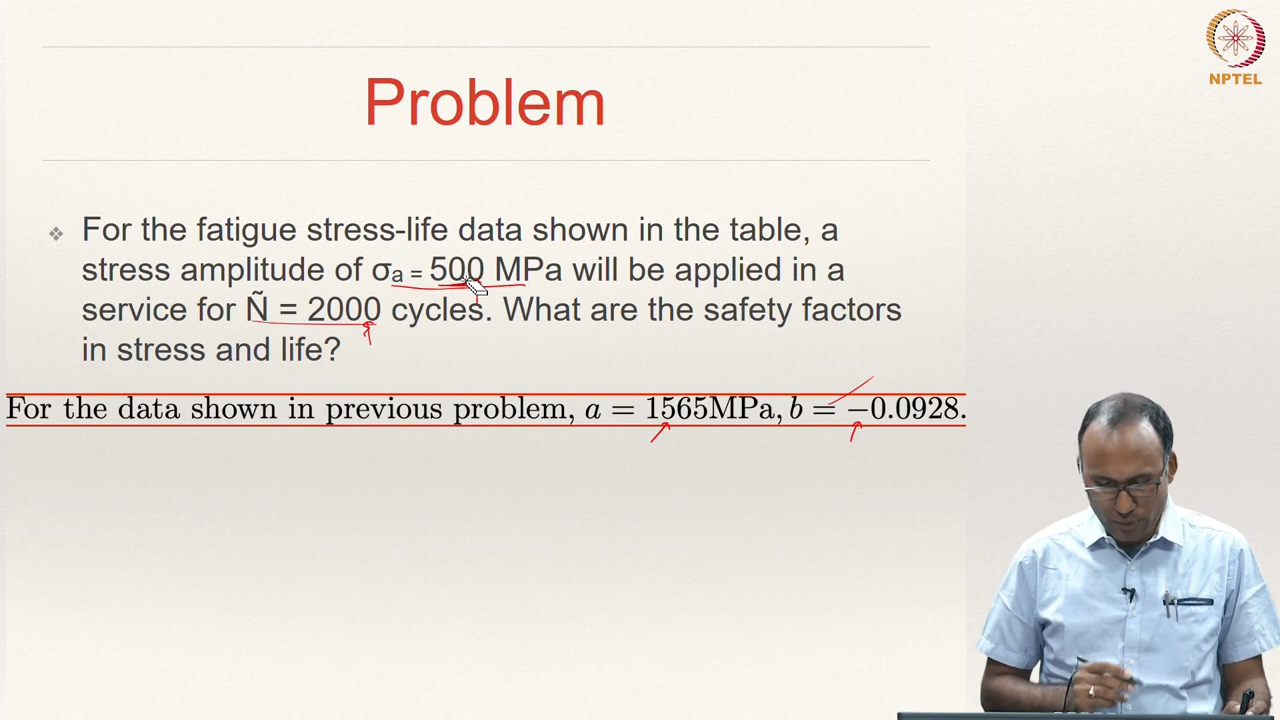 NPTEL
Problem
❖ For the fatigue stress-life data shown in the table, a
stress amplitude of σₐ = 500 MPa will be applied in a
service for Ñ = 2000 cycles. What are the safety factors
in stress and life?
For the data shown in previous problem, a = 1565MPa, b = −0.0928.